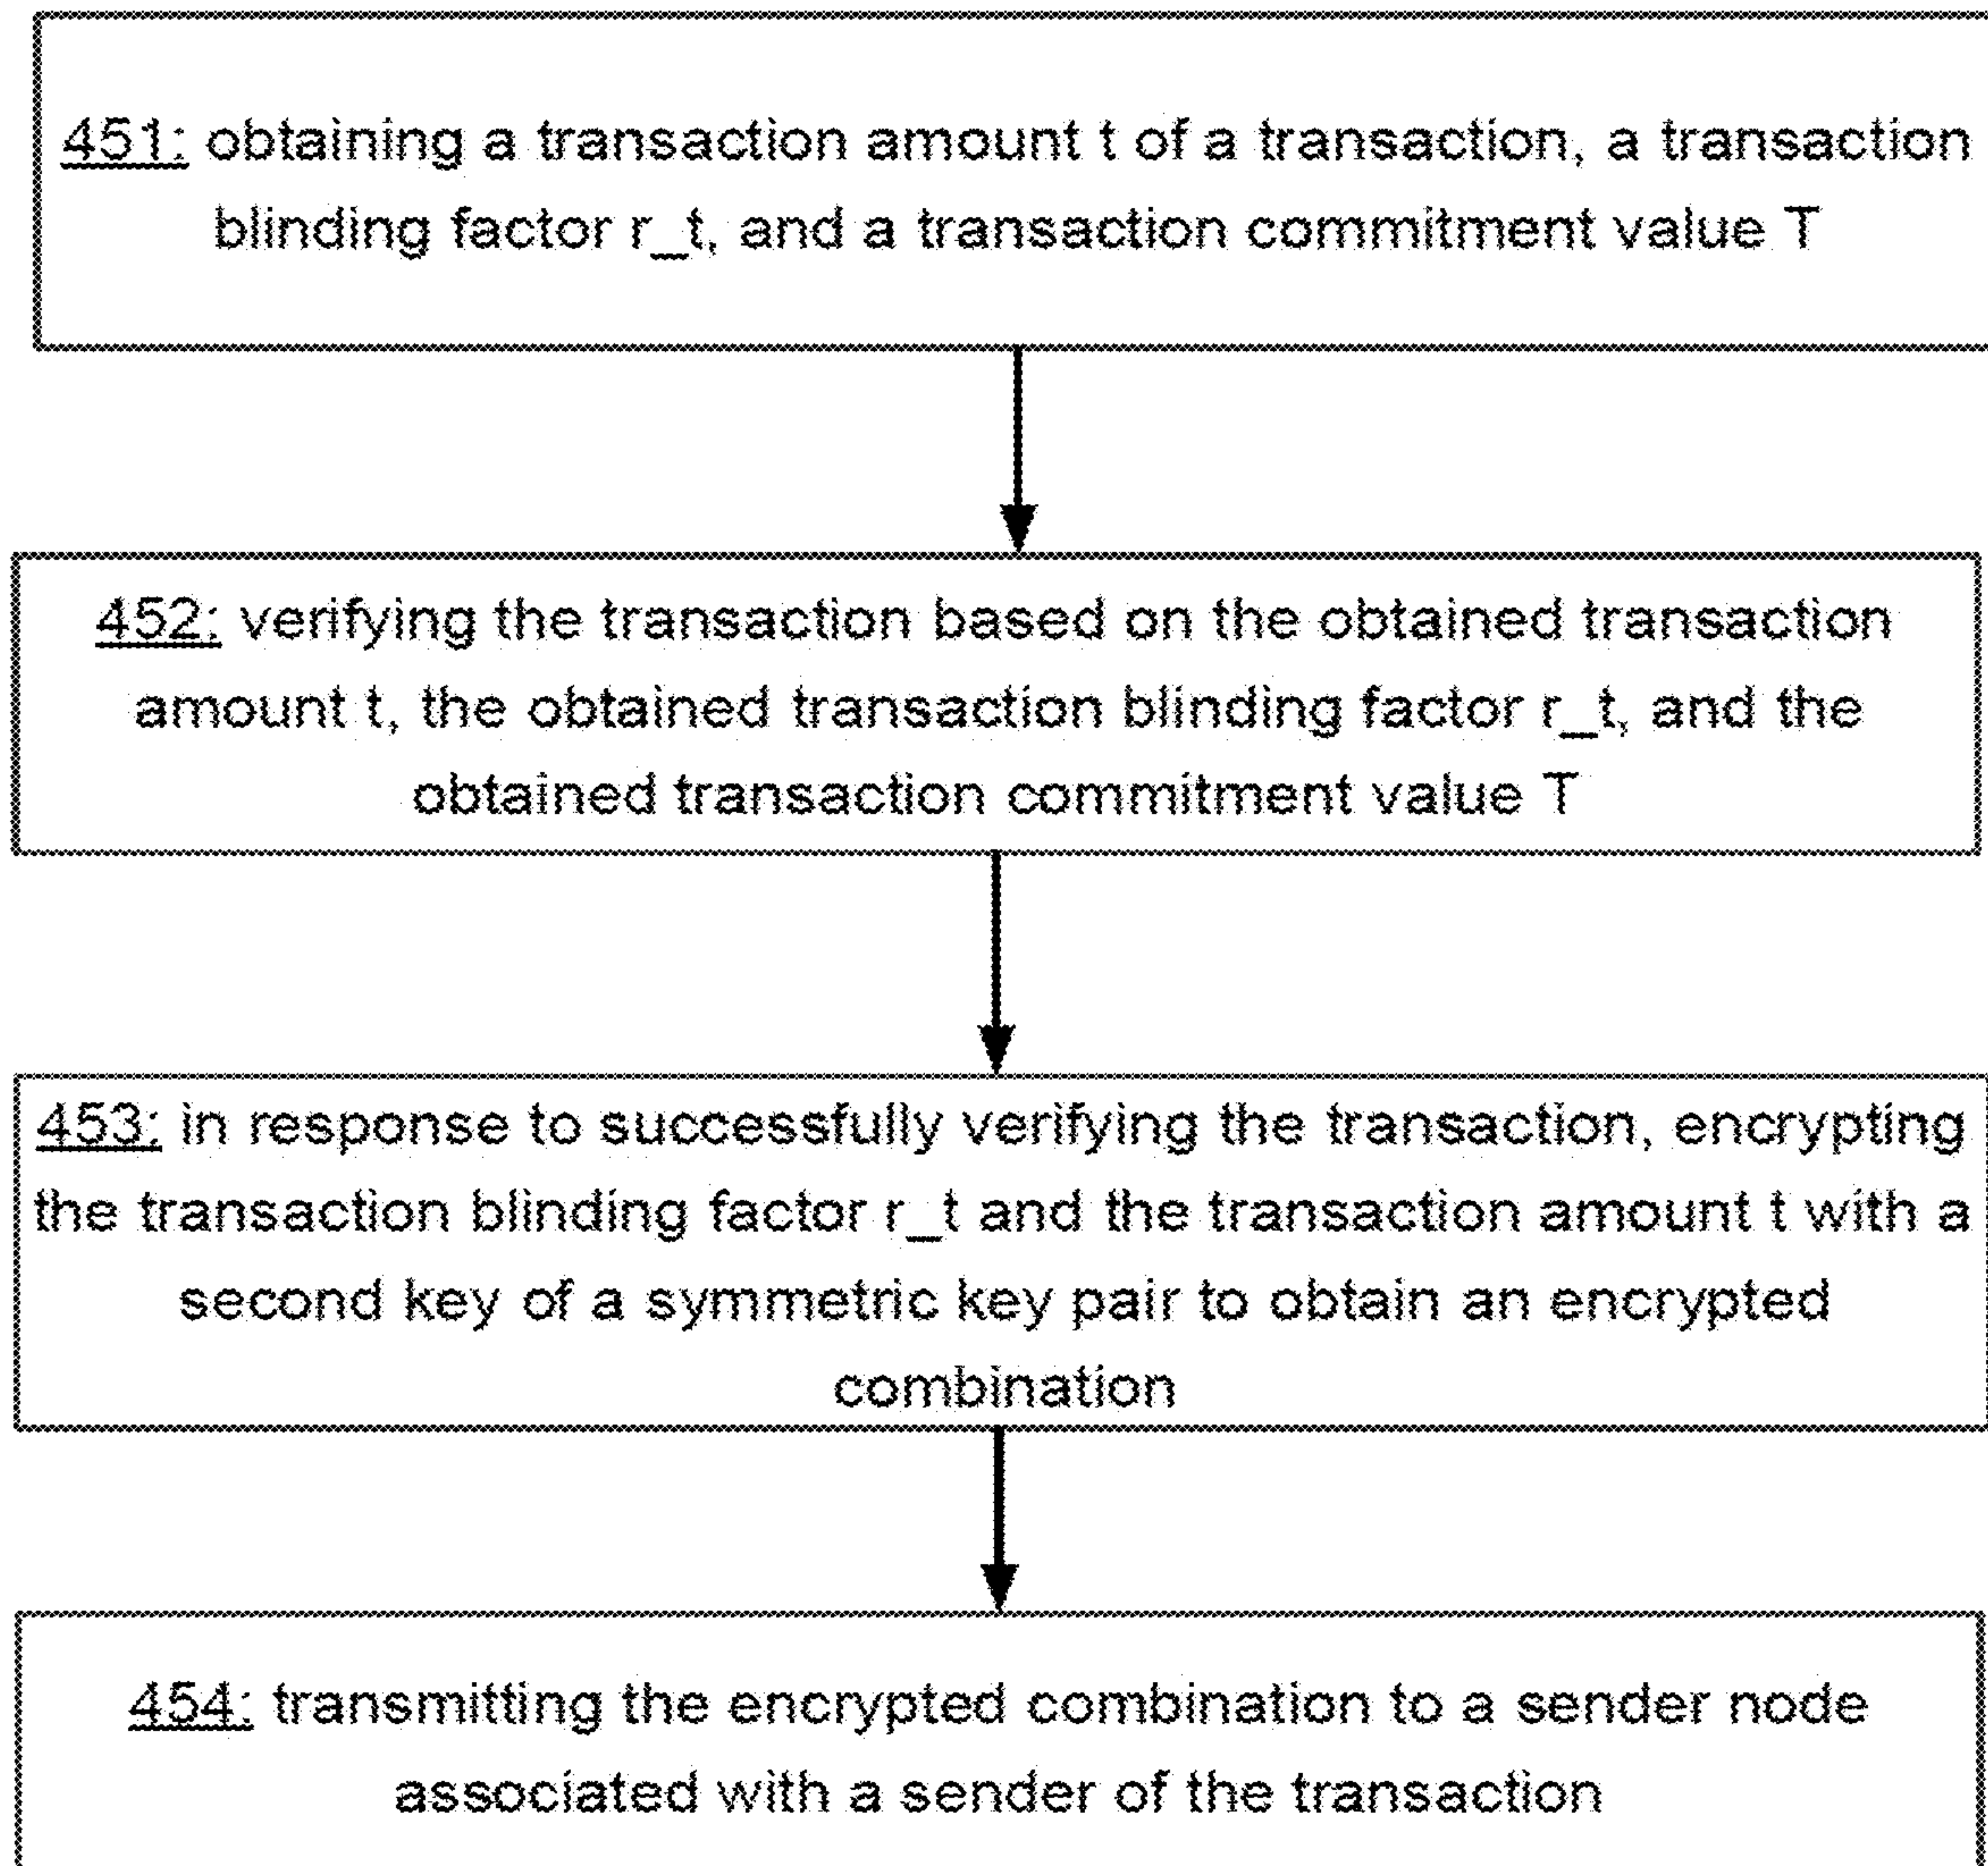 451: obtaining a transaction amount t of a transaction, a transaction
blinding factor r_t, and a transaction commitment value T
452: verifying the transaction based on the obtained transaction
amount t, the obtained transaction blinding factor r_t, and the
obtained transaction commitment value T
453: in response to successfully verifying the transaction, encrypting
the transaction blinding factor r_t and the transaction amount t with a
second key of a symmetric key pair to obtain an encrypted
combination
454: transmitting the encrypted combination to a sender node
associated with a sender of the transaction